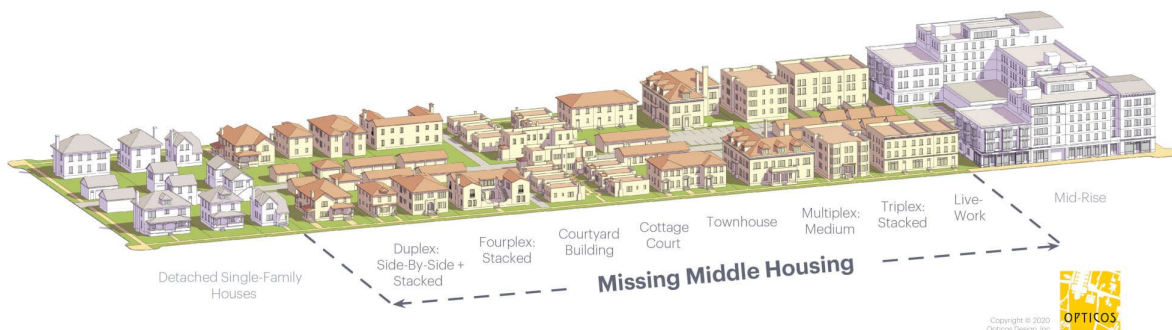 Detached Single-Family
Houses
Duplex:
Side-By-Side +
Stacked
Fourplex:
Stacked
Courtyard
Building
Cottage
Court
Townhouse
Multiplex:
Medium
Triplex:
Stacked
Live-
Work
Mid-Rise
Missing Middle Housing
Copyright © 2020
Opticos Design, Inc.
OPTICOS